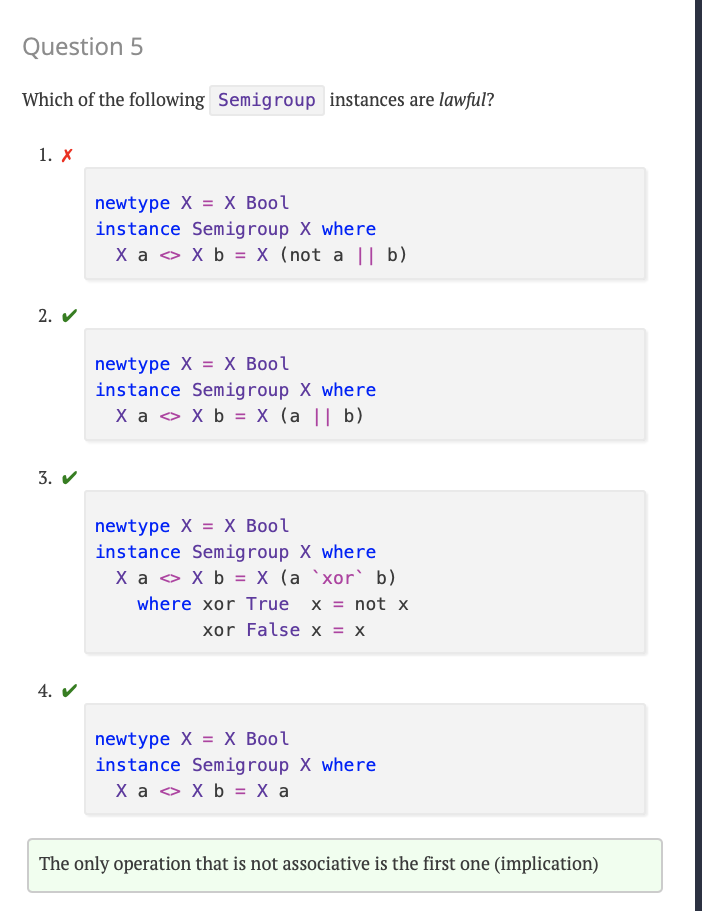 Question 5
Which of the following Semigroup instances are lawful?
1. ✗
newtype X = X Bool
instance Semigroup X where
  X a <> X b = X (not a || b)
2. ✔
newtype X = X Bool
instance Semigroup X where
  X a <> X b = X (a || b)
3. ✔
newtype X = X Bool
instance Semigroup X where
  X a <> X b = X (a `xor` b)
    where xor True  x = not x
          xor False x = x
4. ✔
newtype X = X Bool
instance Semigroup X where
  X a <> X b = X a
The only operation that is not associative is the first one (implication)